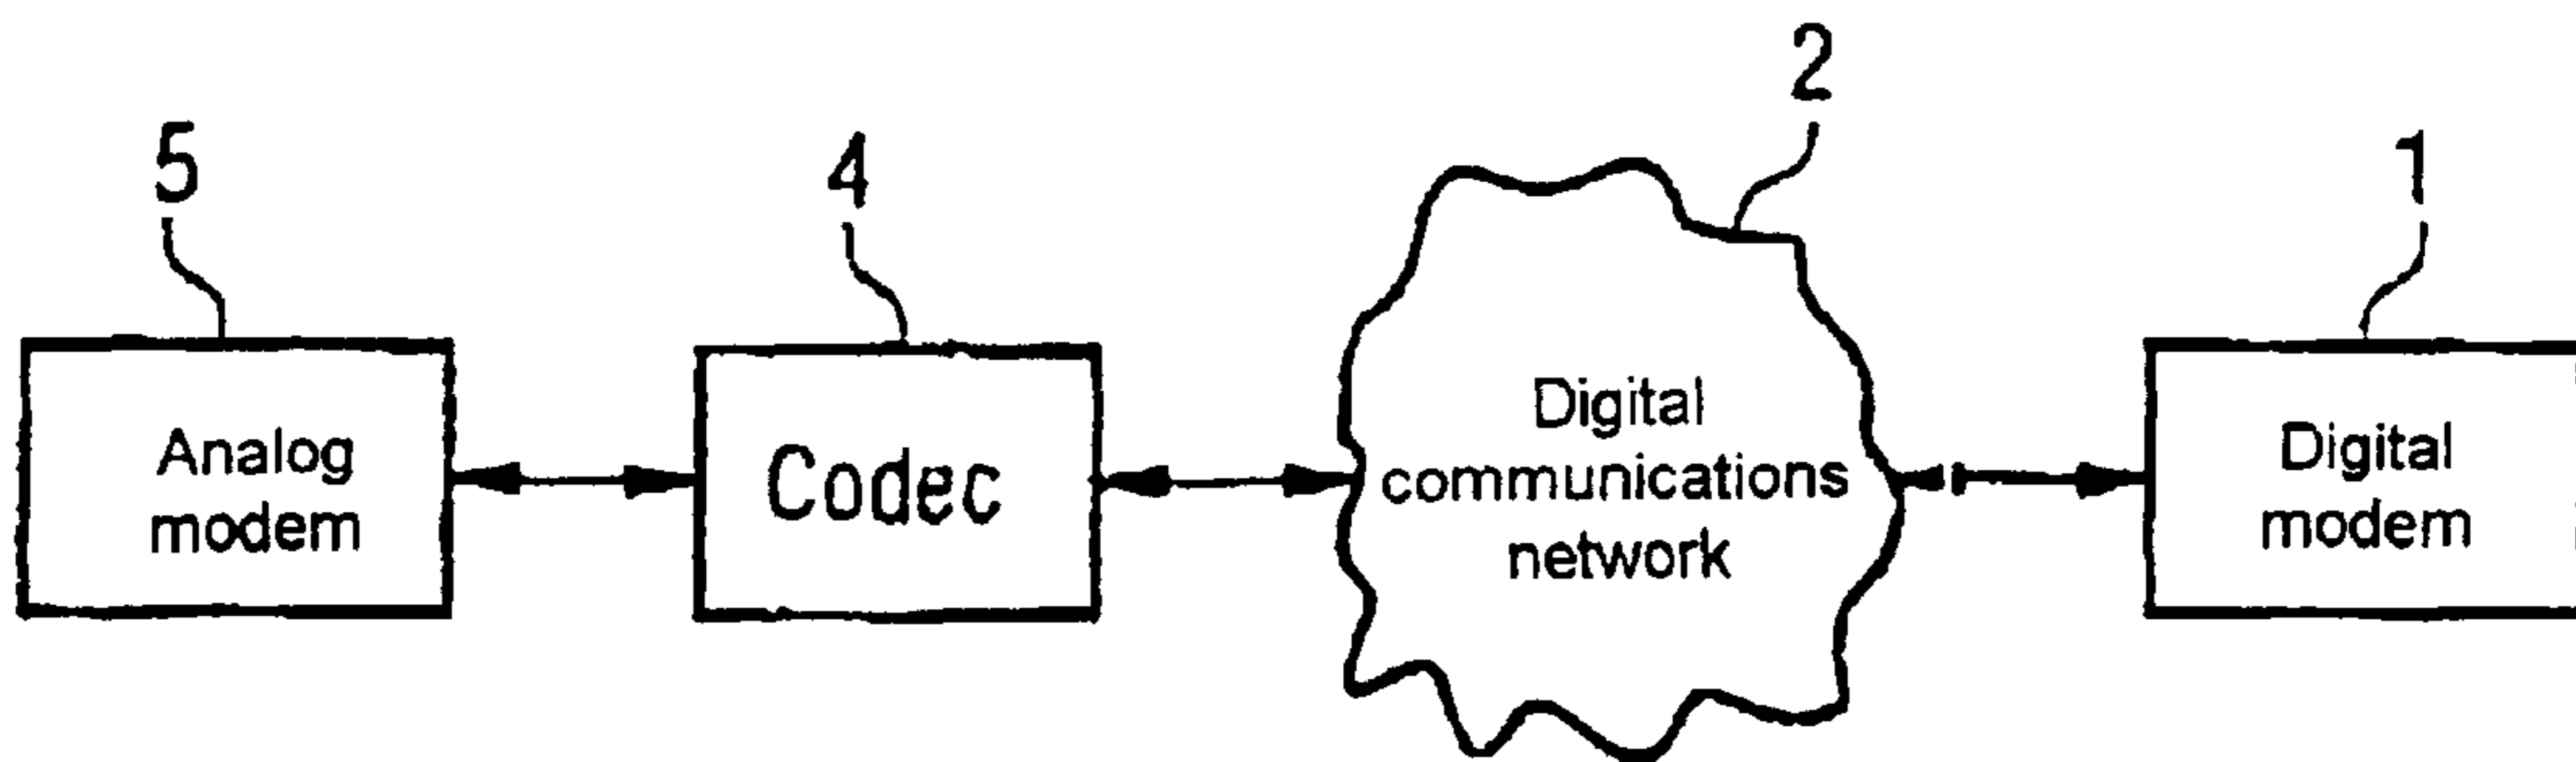 2
5
4
1
Analog
modem
Codec
Digital
communications
network
Digital
modem